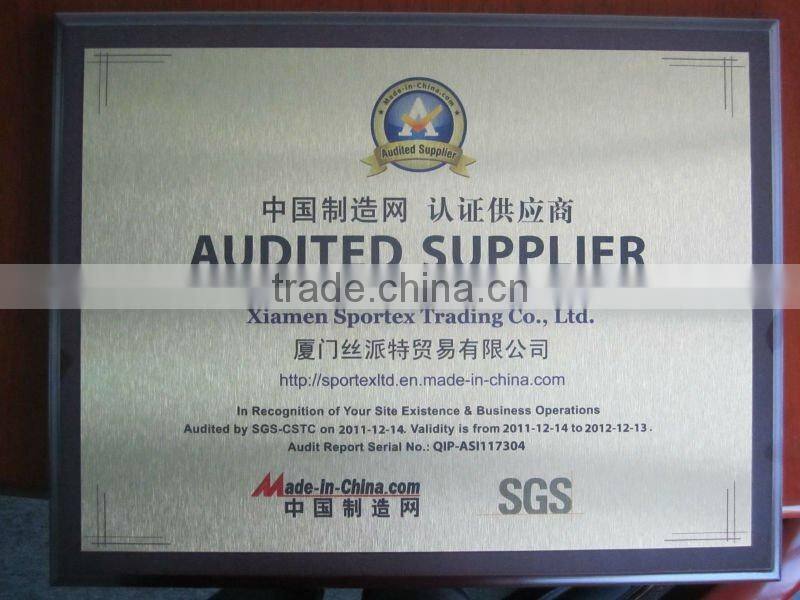 Made-in-China.com
A
Audited Supplier
中国制造网 认证供应商
AUDITED SUPPLIER
trade.china.cn
Xiamen Sportex Trading Co., Ltd.
厦门丝派特贸易有限公司
http://sportexltd.en.made-in-china.com
In Recognition of Your Site Existence & Business Operations
Audited by SGS-CSTC on 2011-12-14. Validity is from 2011-12-14 to 2012-12-13.
Audit Report Serial No.: QIP-ASI117304
Made-in-China.com
中国制造网
SGS